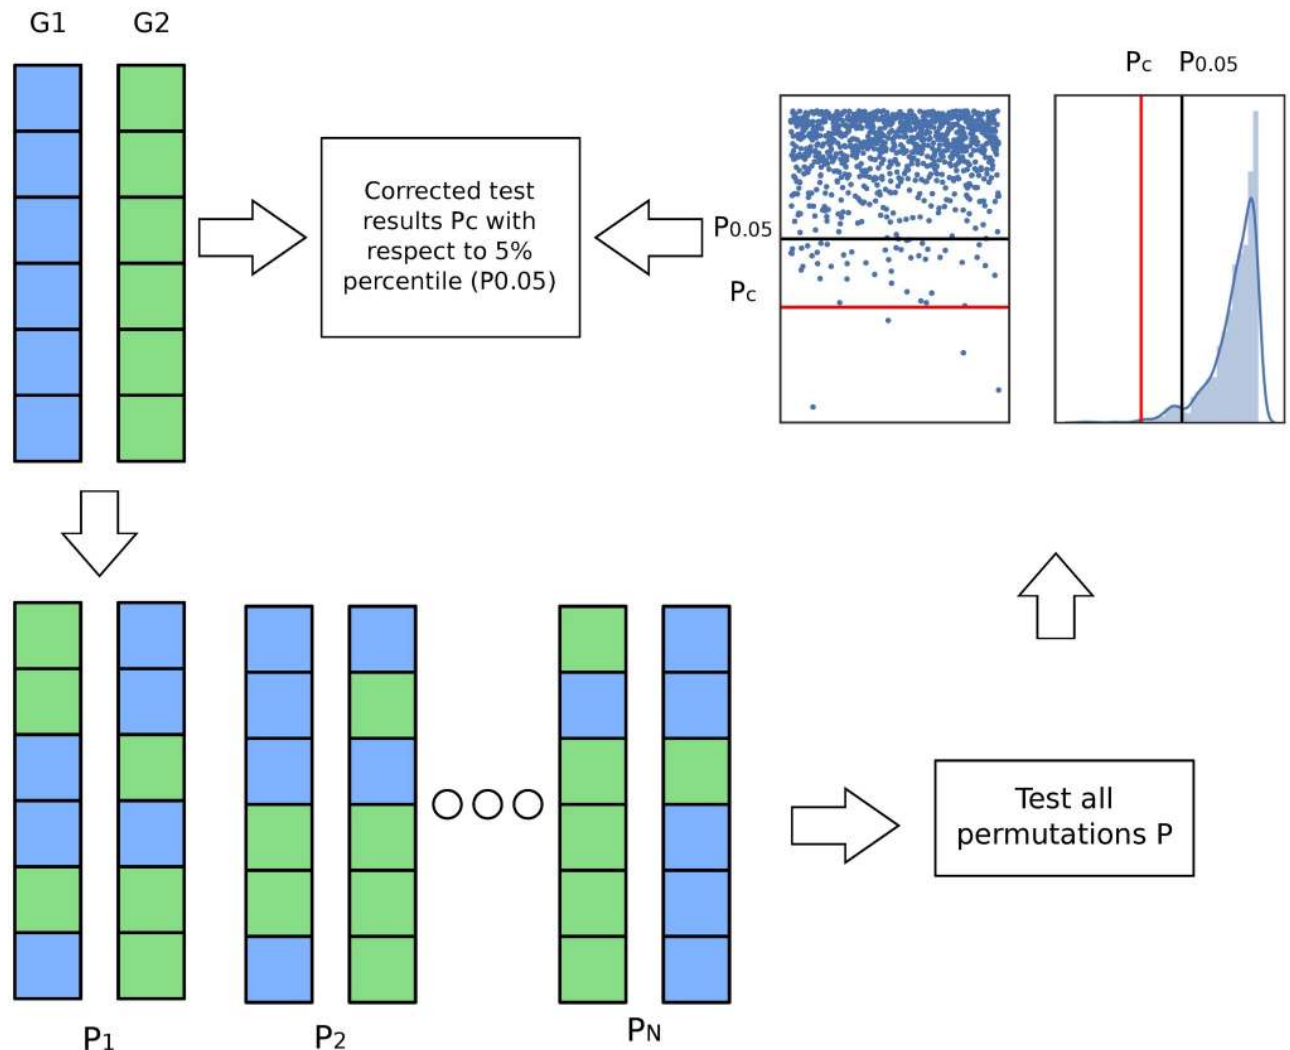 G1 G2
Pc P0.05
Corrected test
results Pc with
respect to 5%
percentile (P0.05)
P0.05
Pc
Test all
permutations P
P1 P2 PN